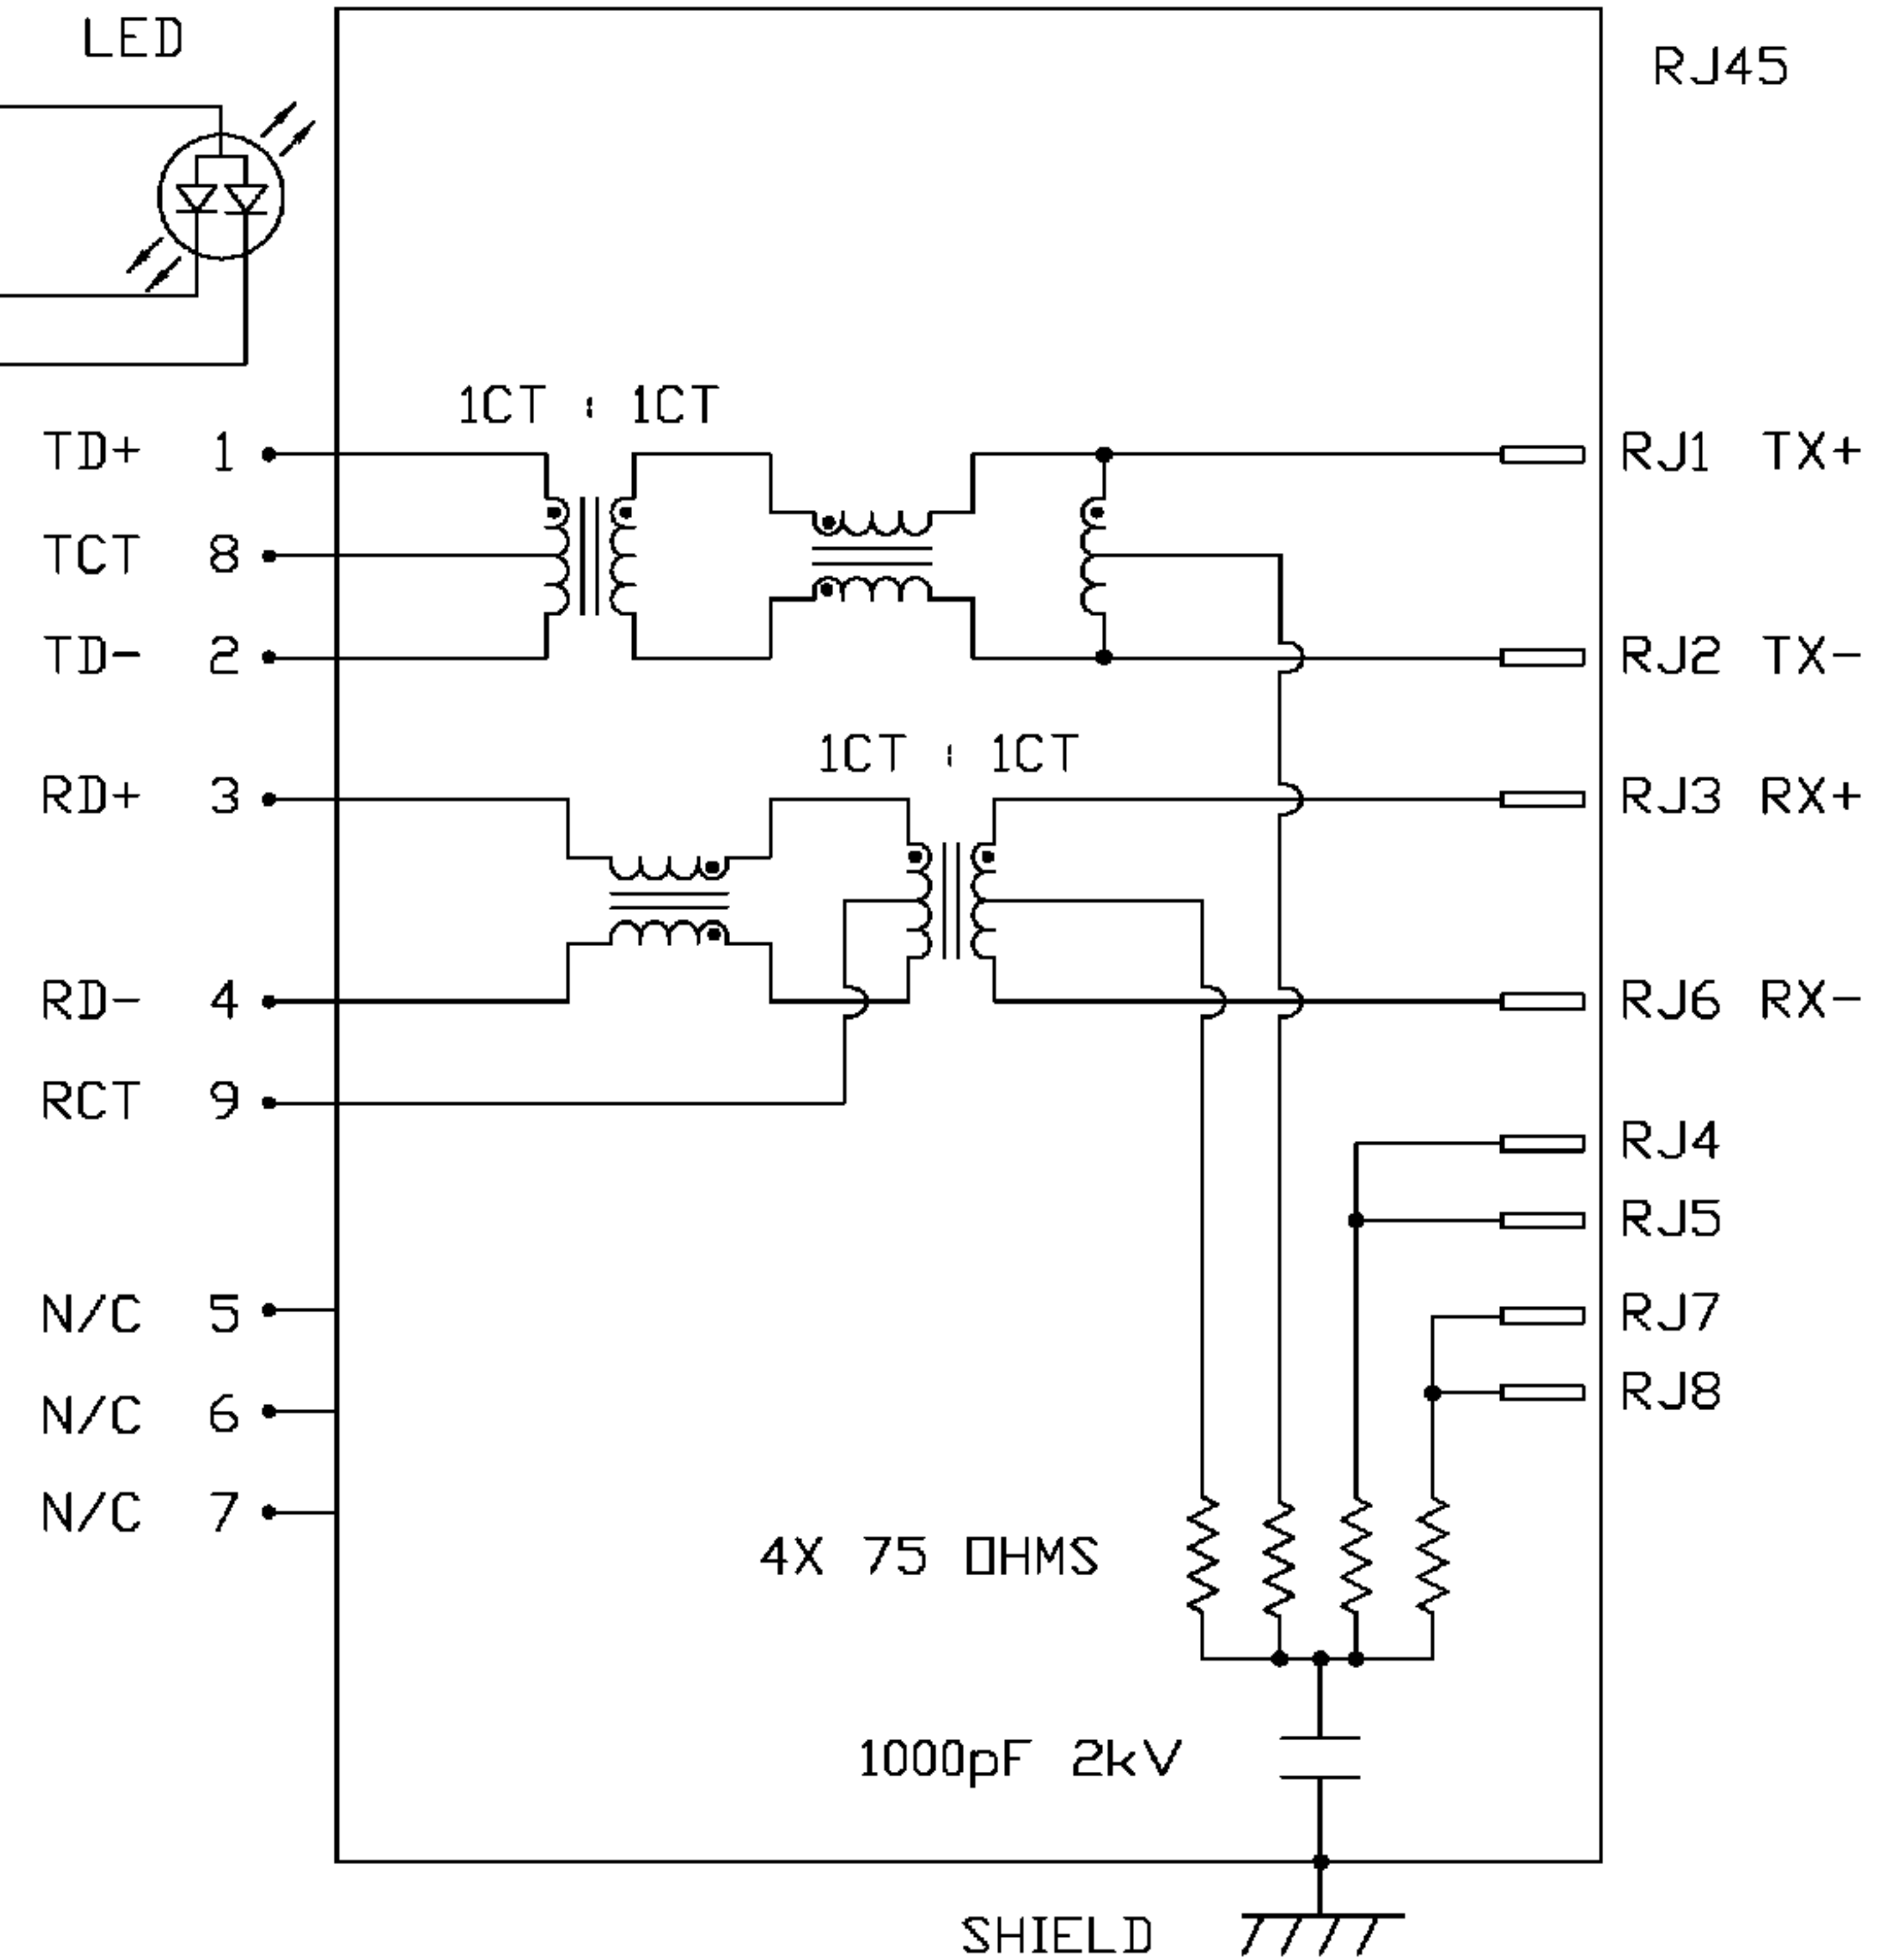 LED
RJ45
1CT : 1CT
TD+ 1
RJ1 TX+
TCT 8
TD- 2
RJ2 TX-
1CT : 1CT
RD+ 3
RJ3 RX+
RD- 4
RJ6 RX-
RCT 9
RJ4
RJ5
N/C 5
RJ7
N/C 6
RJ8
N/C 7
4X 75 OHMS
1000pF 2kV
SHIELD